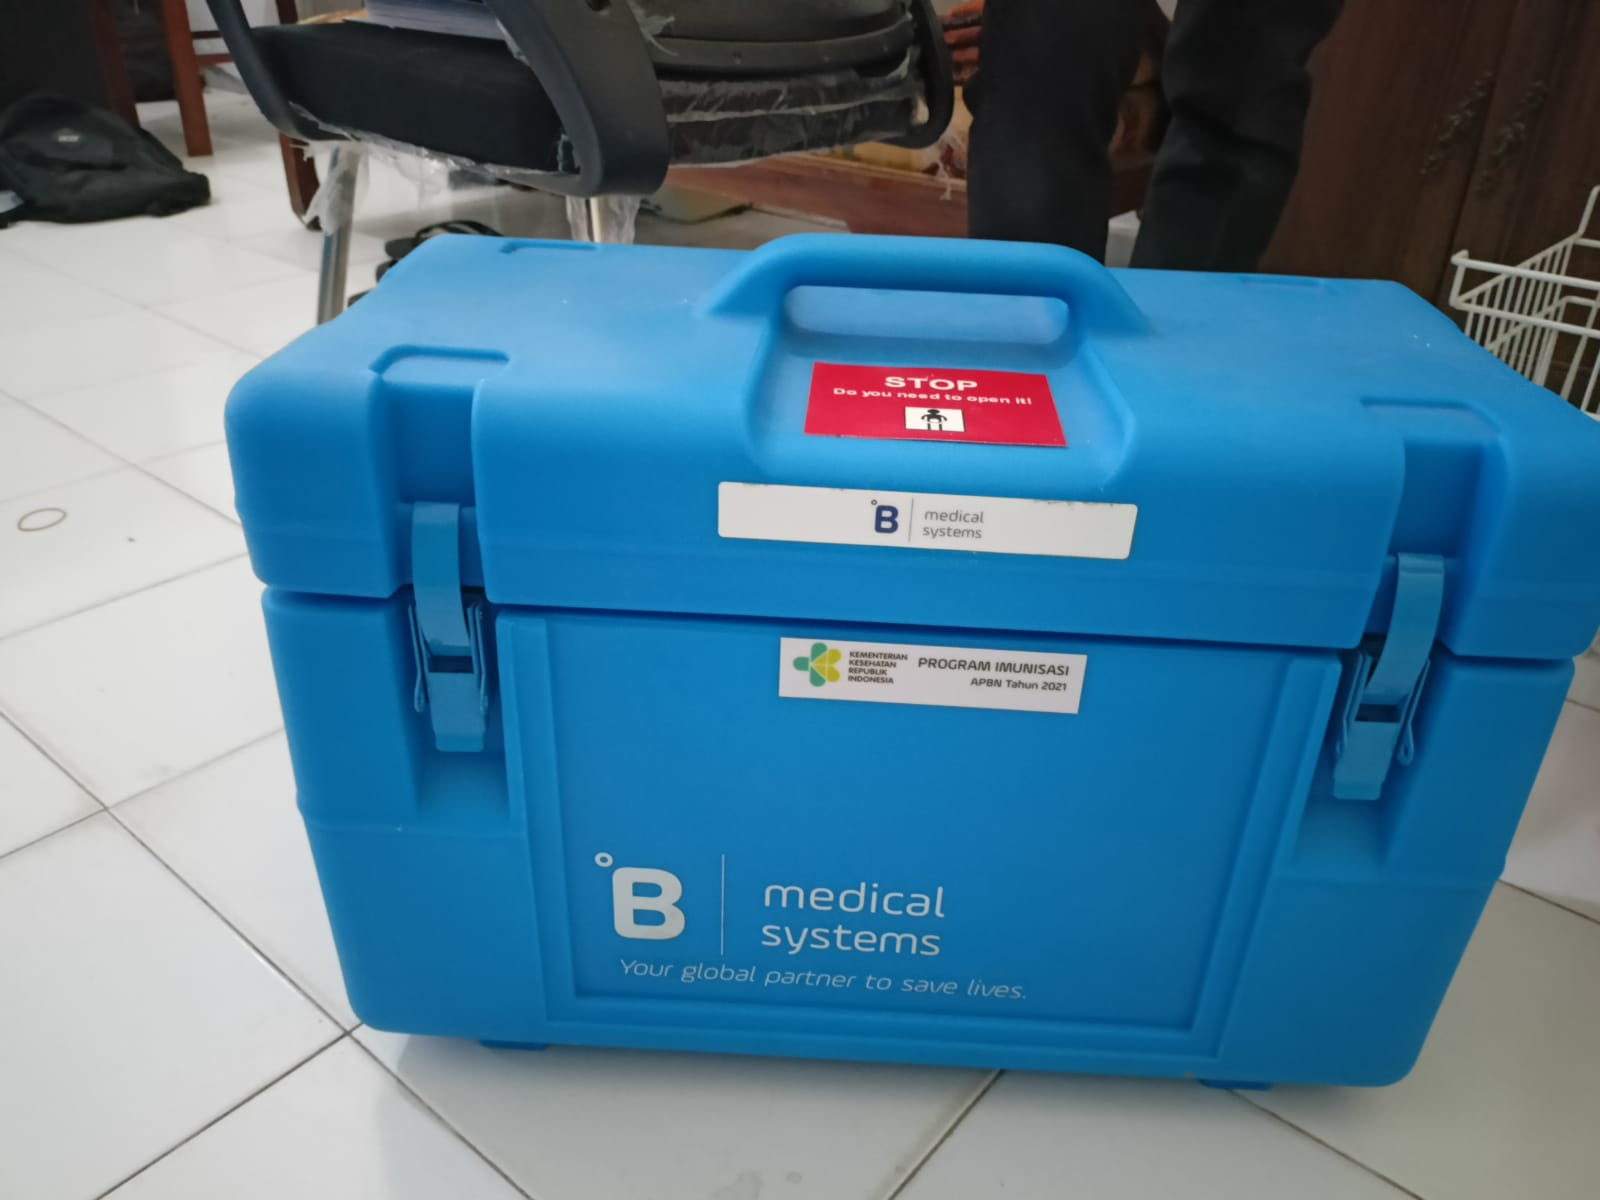 STOP
Do you need to open it!
°B medical
systems
KEMENTERIAN
KESEHATAN
REPUBLIK
INDONESIA
PROGRAM IMUNISASI
APBN Tahun 2021
°B medical
systems
Your global partner to save lives.